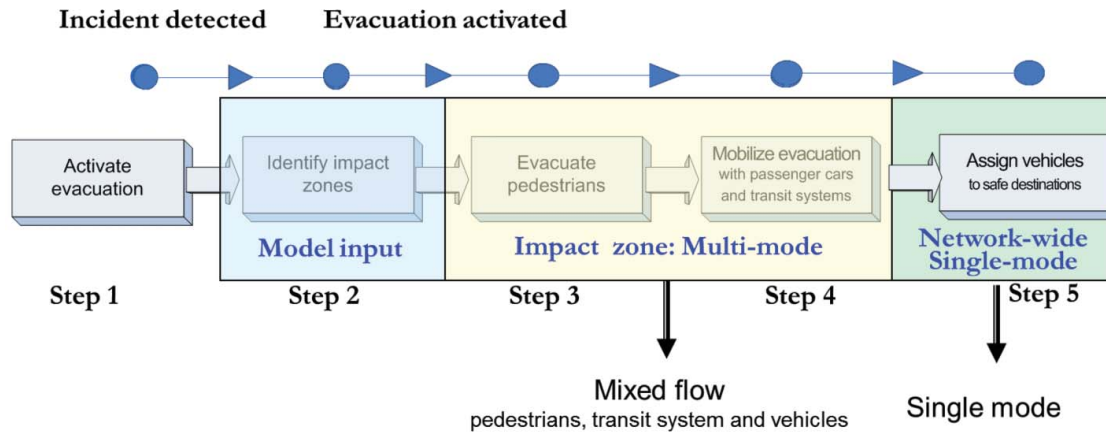 Incident detected
Evacuation activated
Activate
evacuation
Identify impact
zones
Evacuate
pedestrians
Mobilize evacuation
with passenger cars
and transit systems
Assign vehicles
to safe destinations
Model input
Impact zone: Multi-mode
Network-wide
Single-mode
Step 1
Step 2
Step 3
Step 4
Step 5
Mixed flow
pedestrians, transit system and vehicles
Single mode